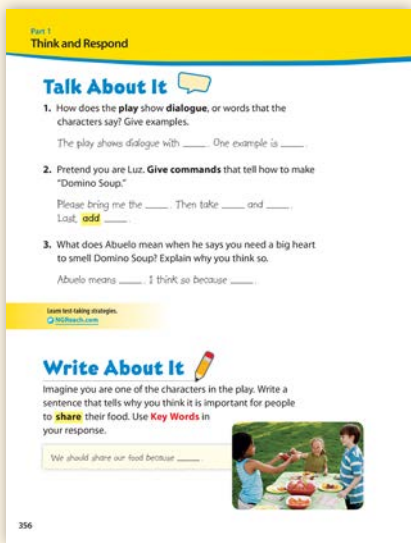 Part 1
Think and Respond
Talk About It
1. How does the play show dialogue, or words that the
characters say? Give examples.
The play shows dialogue with ____. One example is ____.
2. Pretend you are Luz. Give commands that tell how to make
"Domino Soup."
Please bring me the ____. Then take ____ and ____.
Last, add ____.
3. What does Abuelo mean when he says you need a big heart
to smell Domino Soup? Explain why you think so.
Abuelo means ____. I think so because ____.
Learn test-taking strategies.
NGReach.com
Write About It
Imagine you are one of the characters in the play. Write a
sentence that tells why you think it is important for people
to share their food. Use Key Words in
your response.
We should share our food because ____.
356